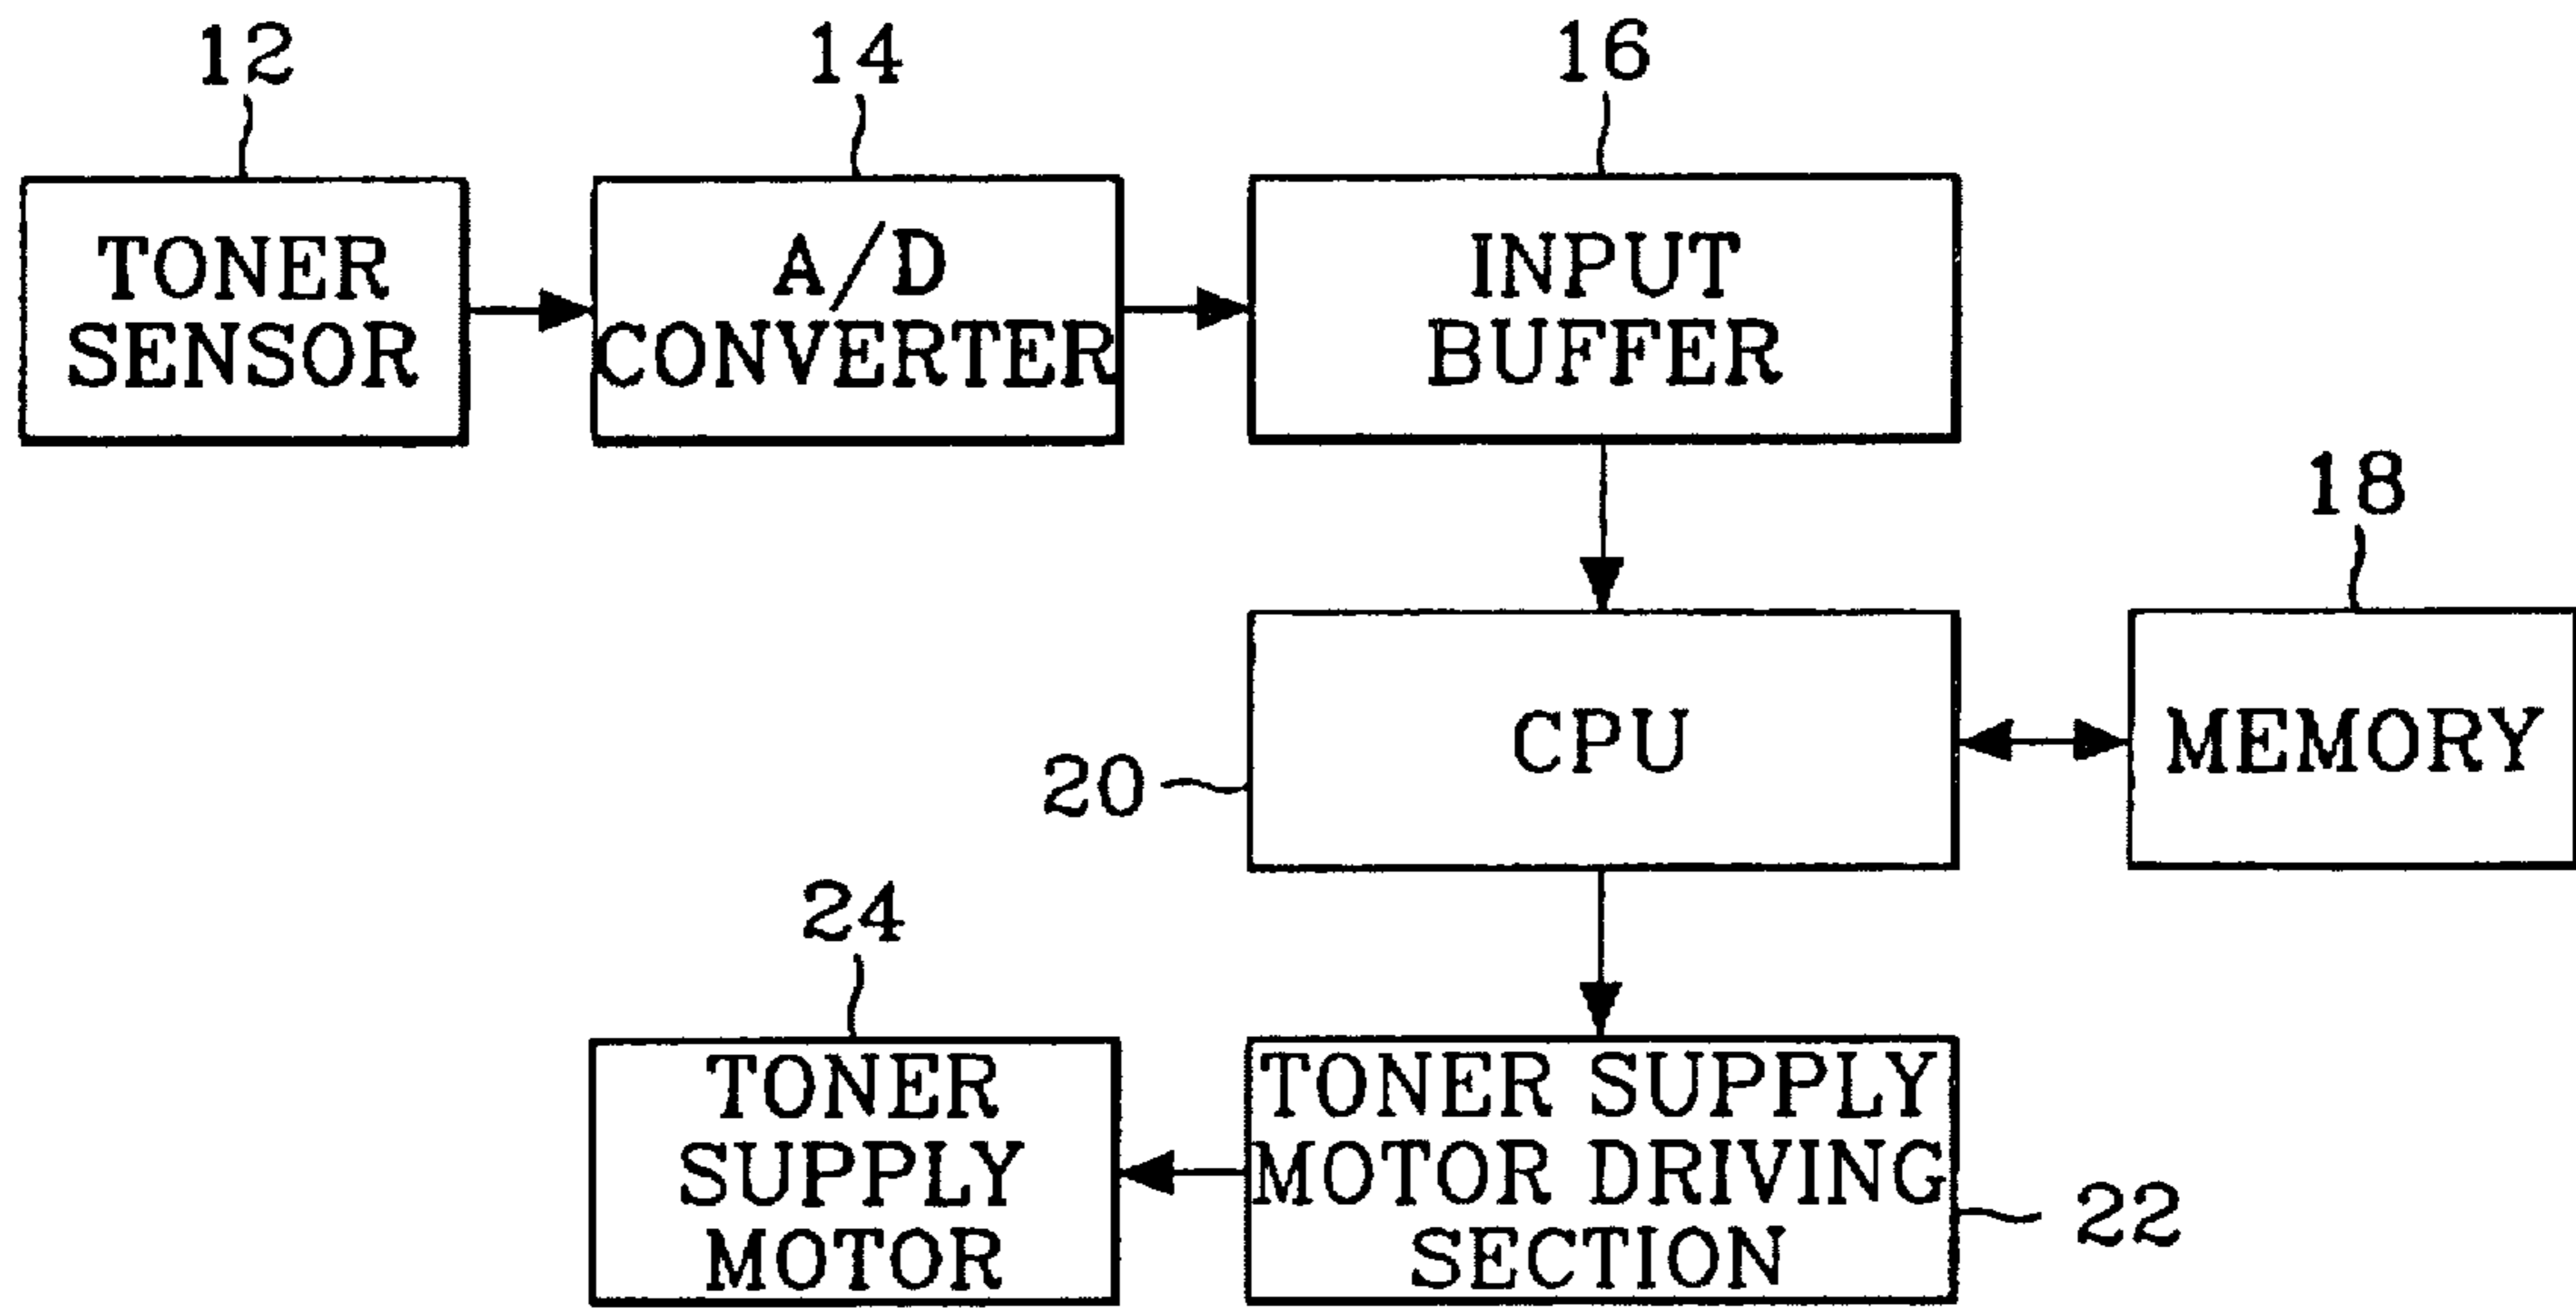 12
14
16
TONER
SENSOR
A/D
CONVERTER
INPUT
BUFFER
18
CPU
MEMORY
20
24
TONER
SUPPLY
MOTOR
TONER SUPPLY
MOTOR DRIVING
SECTION
22